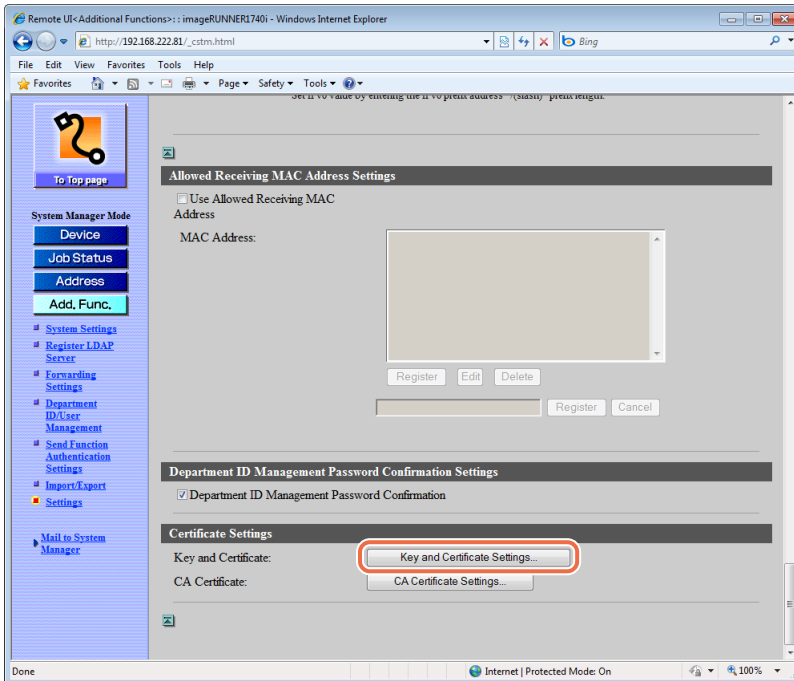 Remote UI<Additional Functions>: : imageRUNNER1740i - Windows Internet Explorer
http://192.168.222.81/_cstm.html
Bing
File Edit View Favorites Tools Help
Favorites Page Safety Tools
To Top page
System Manager Mode
Device
Job Status
Address
Add. Func.
System Settings
Register LDAP
Server
Forwarding
Settings
Department
ID/User
Management
Send Function
Authentication
Settings
Import/Export
Settings
Mail to System
Manager
Allowed Receiving MAC Address Settings
Use Allowed Receiving MAC
Address
MAC Address:
Register Edit Delete
Register Cancel
Department ID Management Password Confirmation Settings
Department ID Management Password Confirmation
Certificate Settings
Key and Certificate: Key and Certificate Settings...
CA Certificate: CA Certificate Settings...
Done Internet | Protected Mode: On 100%